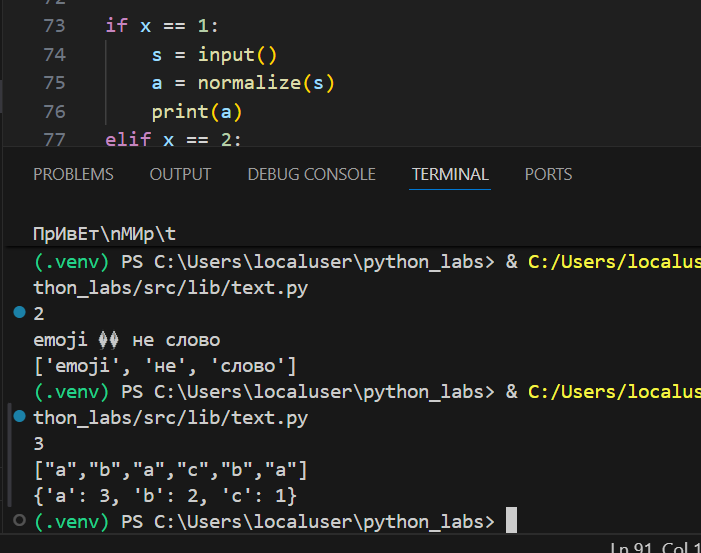 73 if x == 1:
74 s = input()
75 a = normalize(s)
76 print(a)
77 elif x == 2:
PROBLEMS OUTPUT DEBUG CONSOLE TERMINAL PORTS
ПрИвЕт\nМИр\t
(.venv) PS C:\Users\localuser\python_labs> & C:/Users/localus
thon_labs/src/lib/text.py
2
emoji �� не слово
['emoji', 'не', 'слово']
(.venv) PS C:\Users\localuser\python_labs> & C:/Users/localus
thon_labs/src/lib/text.py
3
["a","b","a","c","b","a"]
{'a': 3, 'b': 2, 'c': 1}
(.venv) PS C:\Users\localuser\python_labs>
Ln 91, Col 1